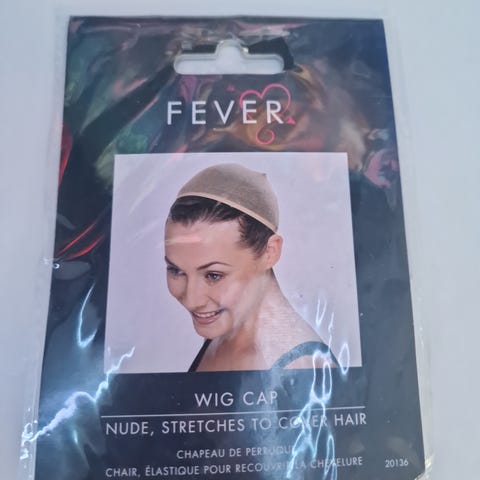 FEVER
WIG CAP
NUDE, STRETCHES TO COVER HAIR
CHAPEAU DE PERRUQUE
CHAIR, ÉLASTIQUE POUR RECOUVRIR LA CHEVELURE 20136